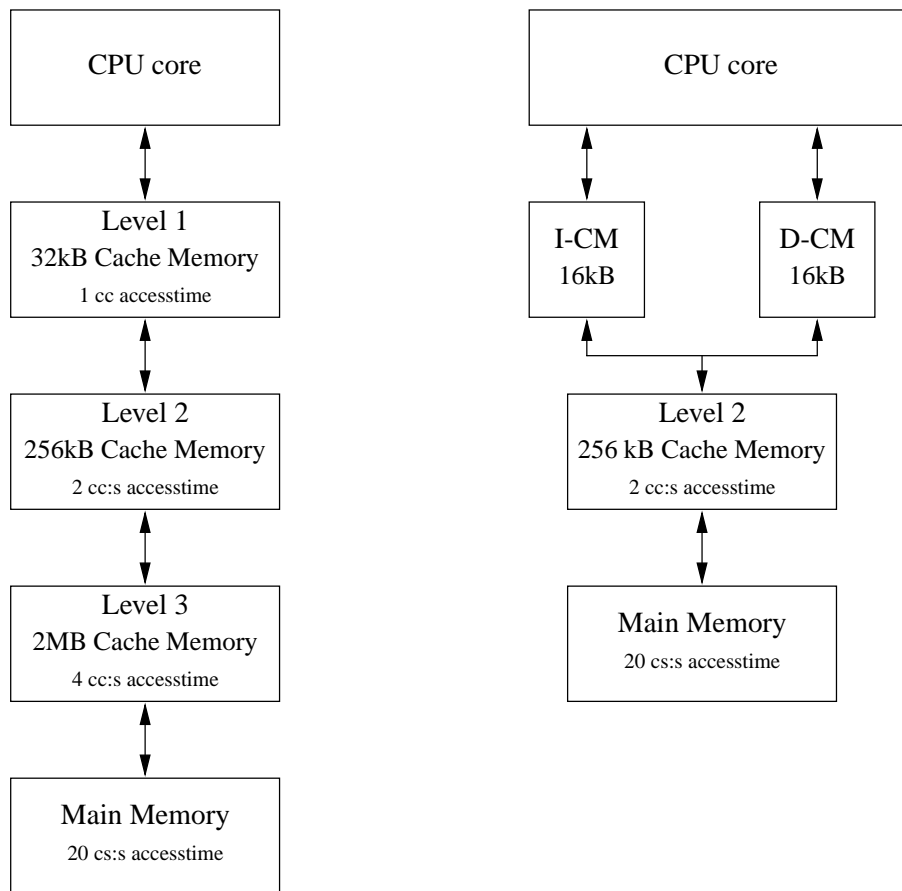 CPU core
Level 1
32kB Cache Memory
1 cc accesstime
Level 2
256kB Cache Memory
2 cc:s accesstime
Level 3
2MB Cache Memory
4 cc:s accesstime
Main Memory
20 cs:s accesstime
CPU core
I-CM
16kB
D-CM
16kB
Level 2
256 kB Cache Memory
2 cc:s accesstime
Main Memory
20 cs:s accesstime